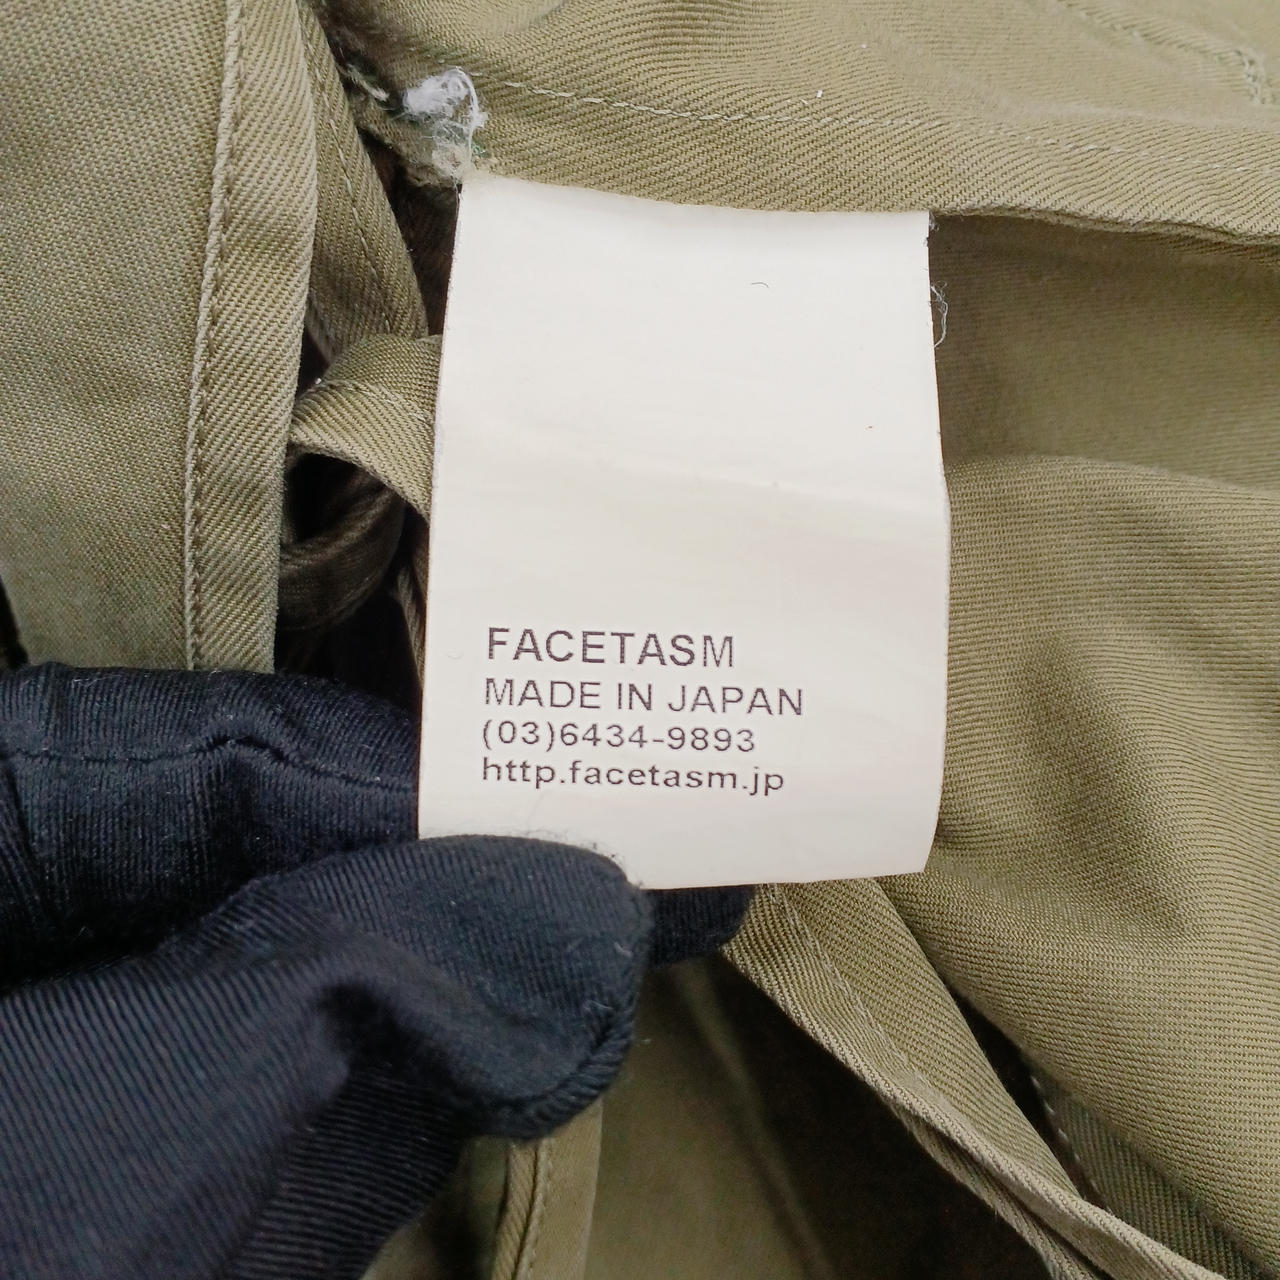 FACETASM
MADE IN JAPAN
(03)6434-9893
http.facetasm.jp